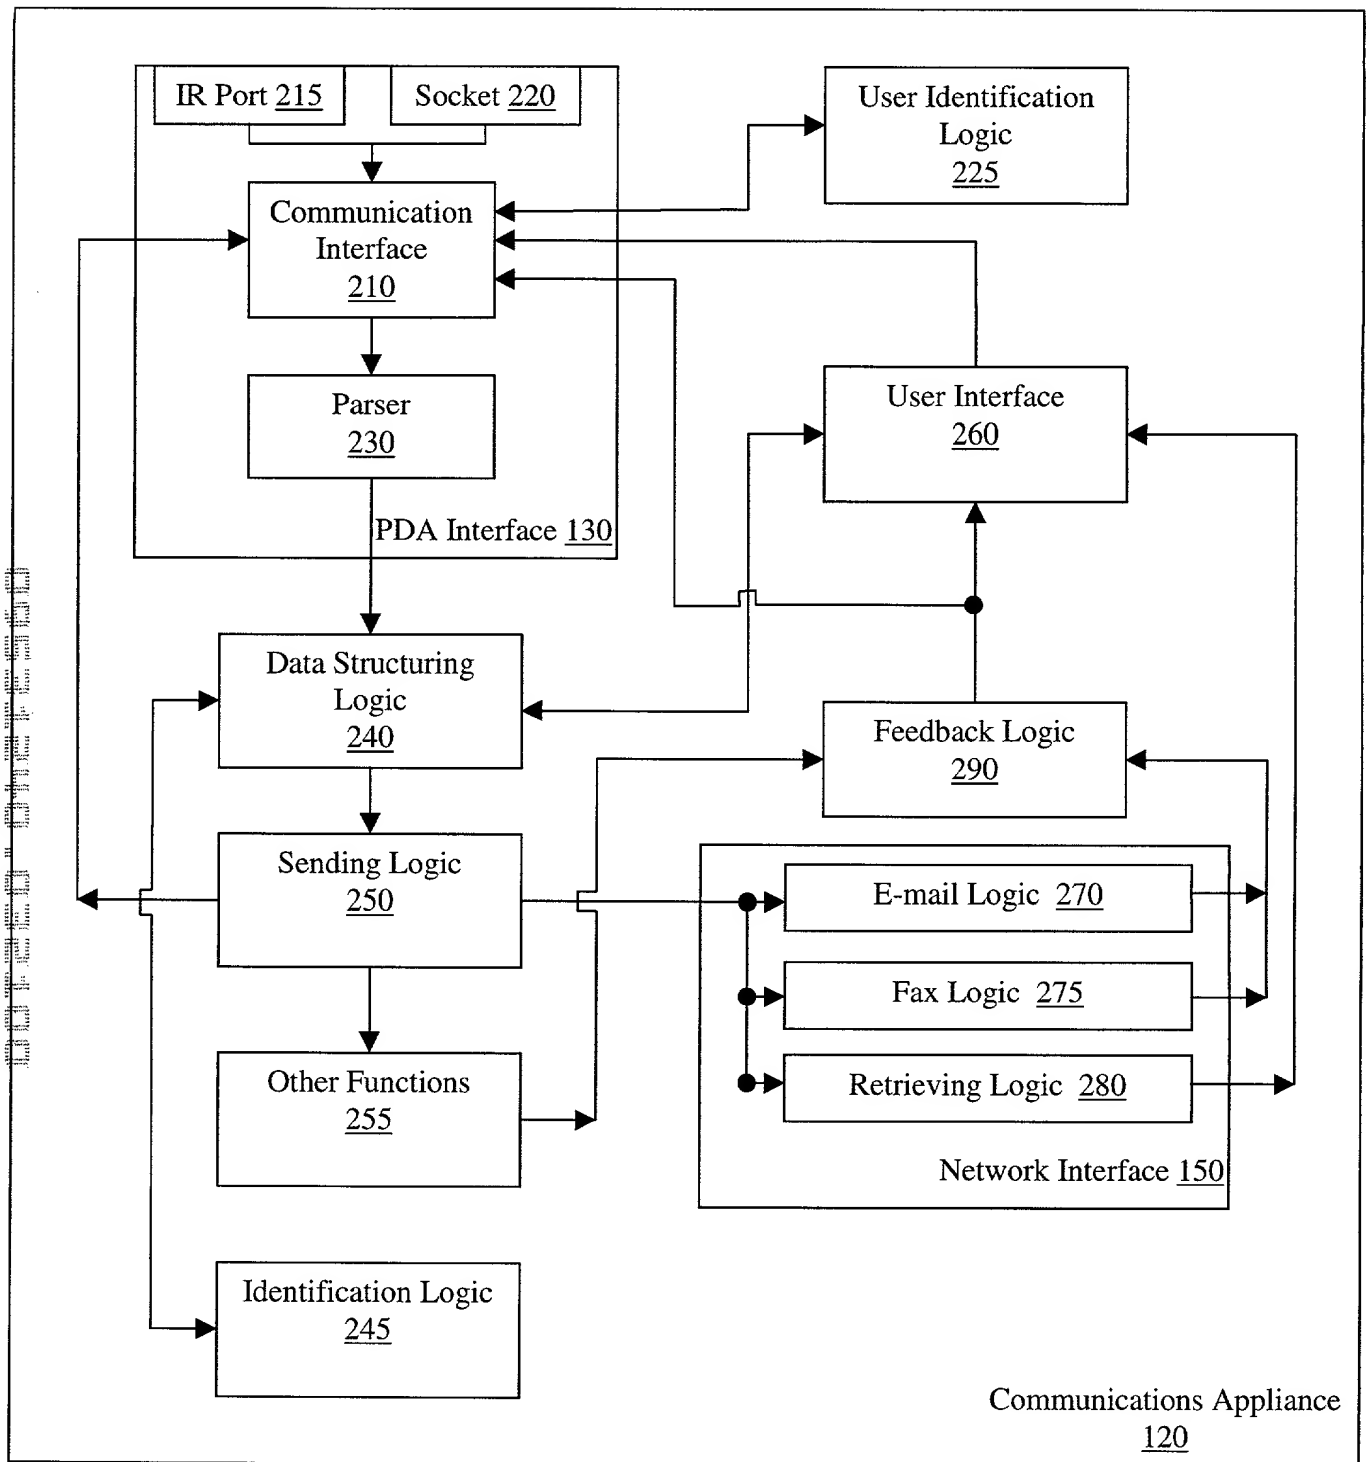 IR Port 215
Socket 220
User Identification
Logic
225
Communication
Interface
210
Parser
230
User Interface
260
PDA Interface 130
Data Structuring
Logic
240
Feedback Logic
290
Sending Logic
250
E-mail Logic 270
Fax Logic 275
Other Functions
255
Retrieving Logic 280
Network Interface 150
Identification Logic
245
Communications Appliance
120